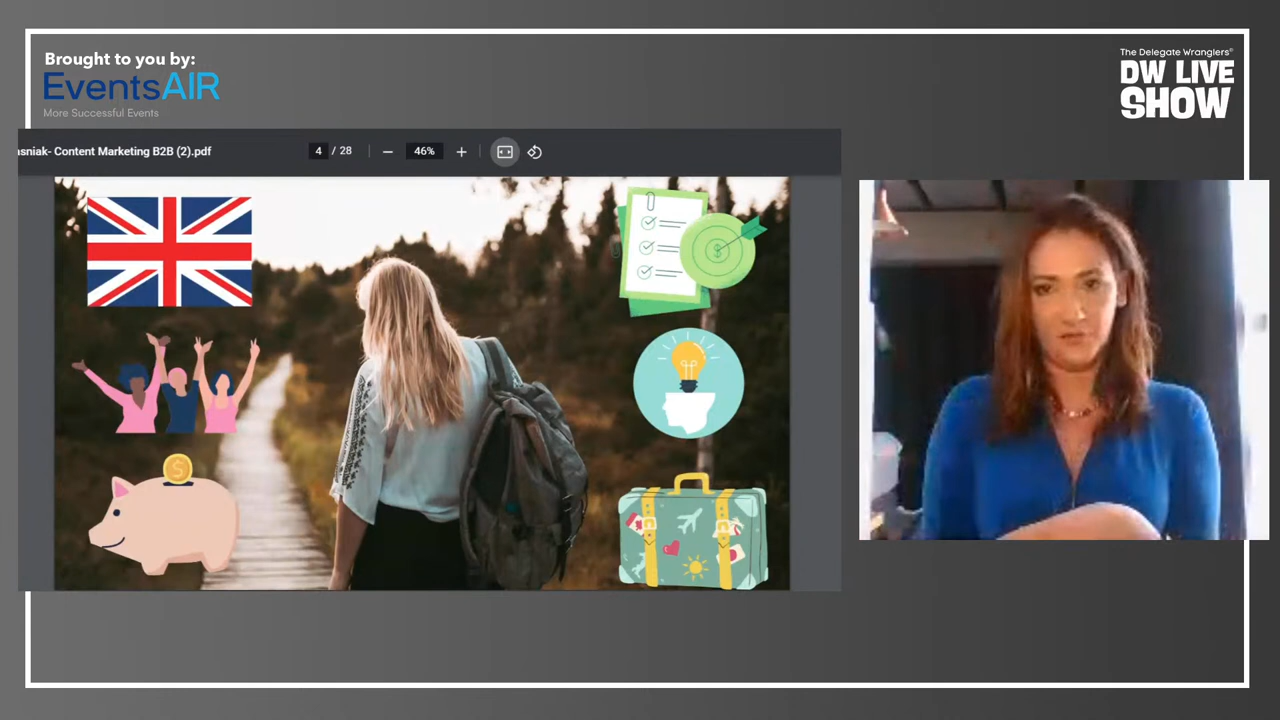 Brought to you by:
EventsAIR
More Successful Events
The Delegate Wranglers®
DW LIVE
SHOW
Content Marketing B2B (2).pdf
4 / 28
46%